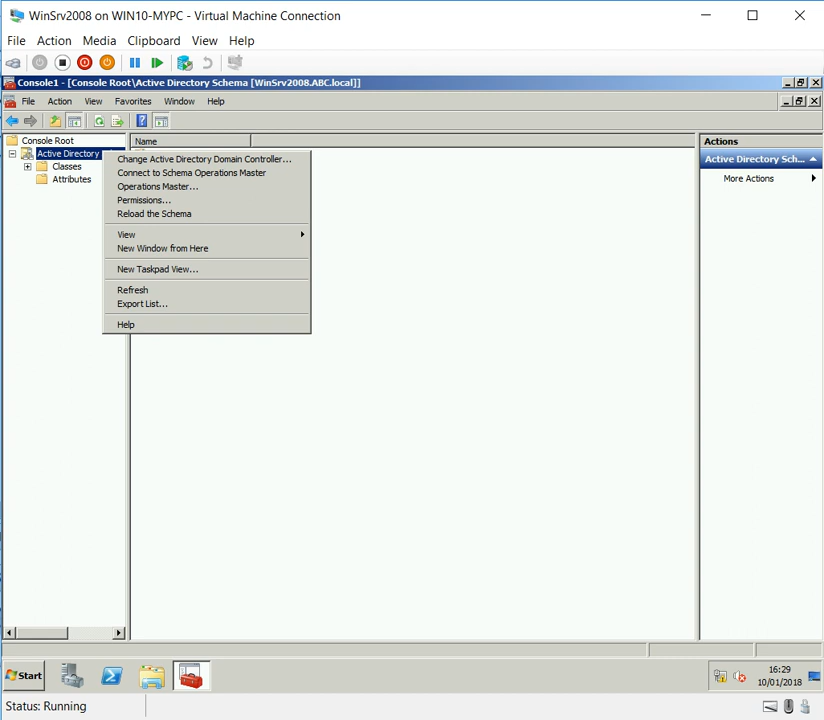 WinSrv2008 on WIN10-MYPC - Virtual Machine Connection
File Action Media Clipboard View Help
Console1 - [Console Root\Active Directory Schema [WinSrv2008.ABC.local]]
File Action View Favorites Window Help
Console Root
Active Directory
Classes
Attributes
Name
Change Active Directory Domain Controller...
Connect to Schema Operations Master
Operations Master...
Permissions...
Reload the Schema
View
New Window from Here
New Taskpad View...
Refresh
Export List...
Help
Actions
Active Directory Sch...
More Actions
Start
16:29
10/01/2018
Status: Running